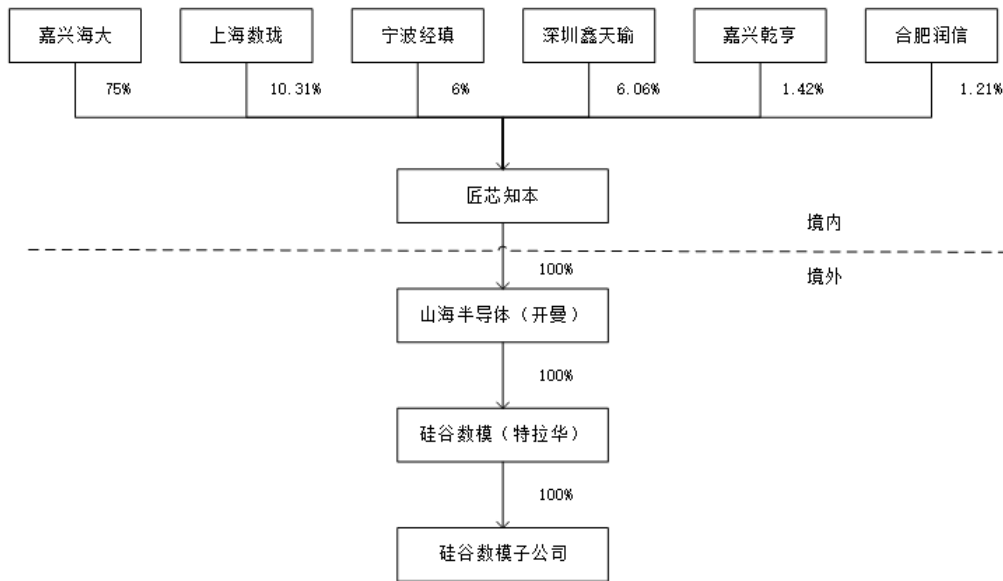 嘉兴海大 上海数珑 宁波经瑱 深圳鑫天瑜 嘉兴乾亨 合肥润信
75% 10.31% 6% 6.06% 1.42% 1.21%
匠芯知本
境内
100%
境外
山海半导体（开曼）
100%
硅谷数模（特拉华）
100%
硅谷数模子公司